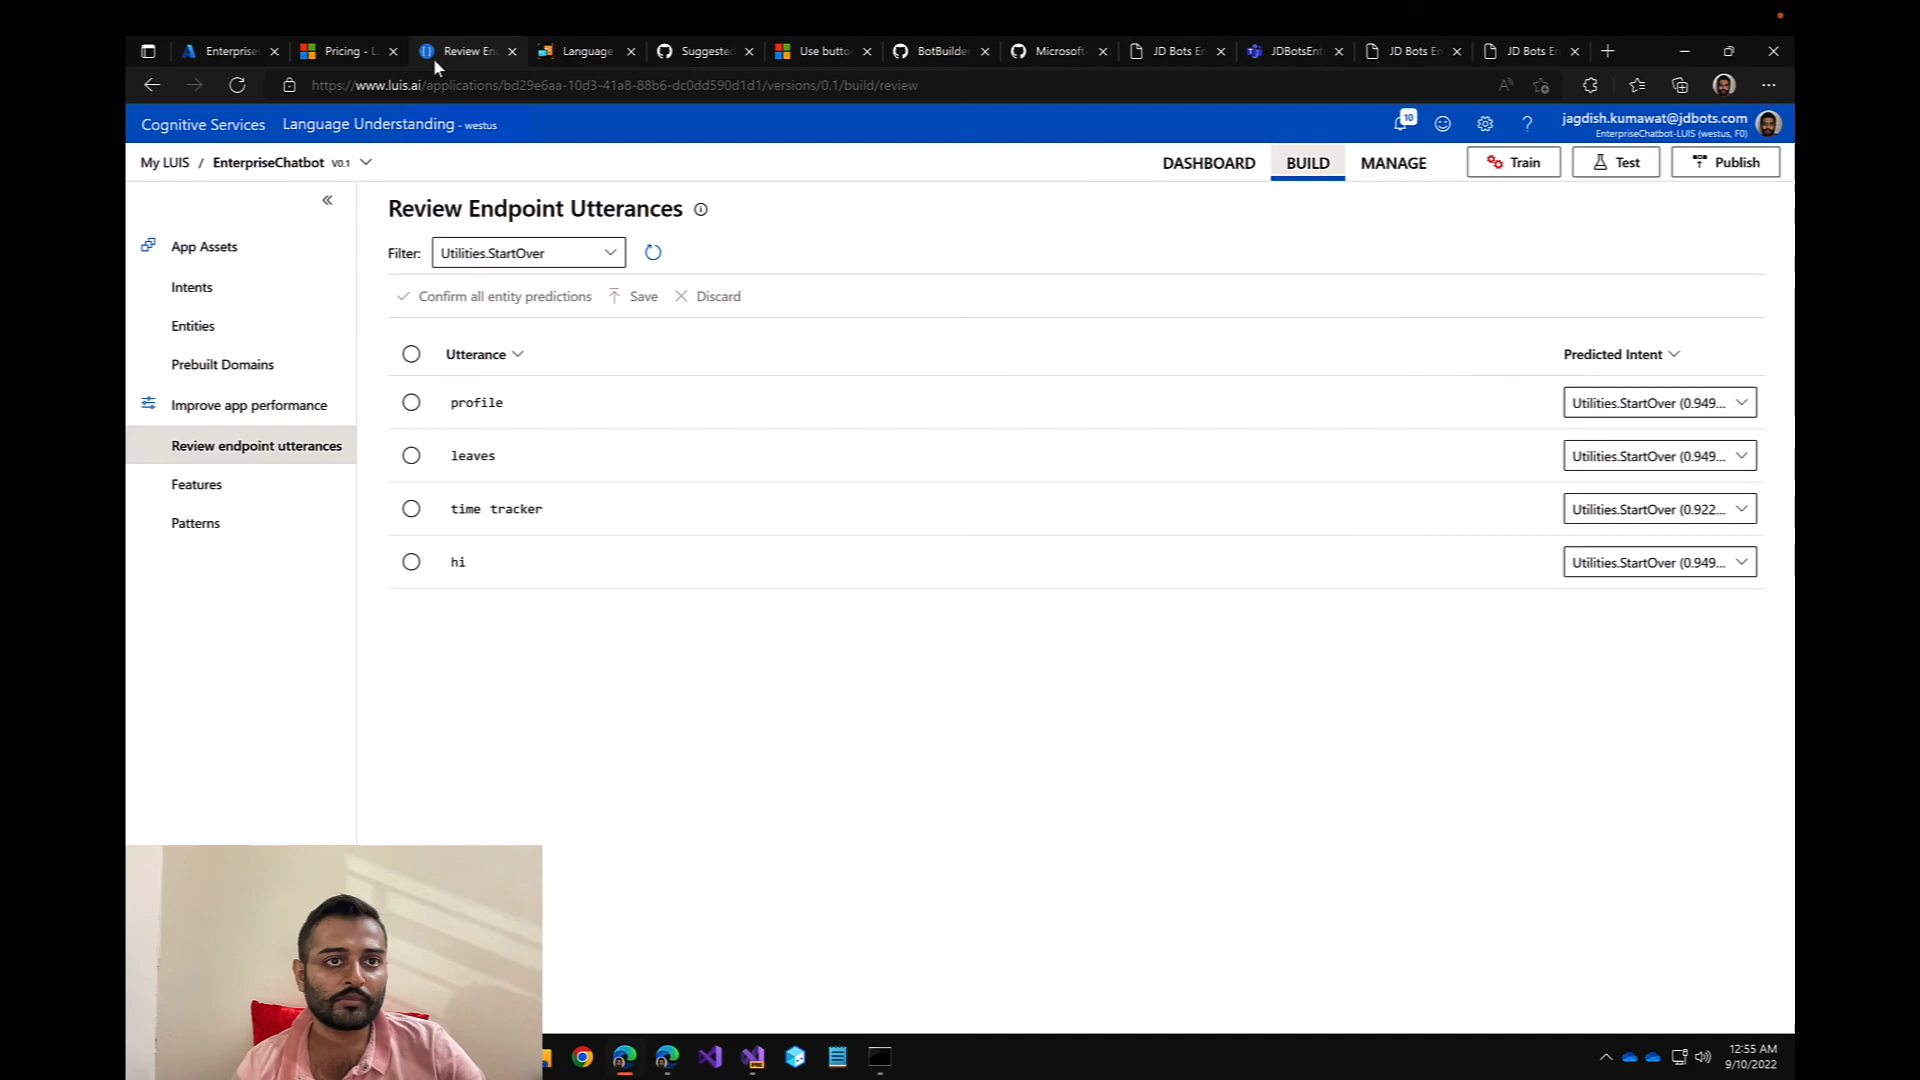 Enterprise
Pricing - L
Review En
Language
Suggested
Use butto
BotBuilde
Microsoft
JD Bots E
JDBotsEnt
JD Bots E
JD Bots E
https://www.luis.ai/applications/bd29e6aa-10d3-41a8-88b6-dc0dd590d1d1/versions/0.1/build/review
Cognitive Services
Language Understanding - westus
10
?
jagdish.kumawat@jdbots.com
EnterpriseChatbot-LUIS (westus, F0)
My LUIS / EnterpriseChatbot V0.1
DASHBOARD
BUILD
MANAGE
Train
Test
Publish
App Assets
Intents
Entities
Prebuilt Domains
Improve app performance
Review endpoint utterances
Features
Patterns
Review Endpoint Utterances
Filter: Utilities.StartOver
Confirm all entity predictions
Save
Discard
Utterance
Predicted Intent
profile
Utilities.StartOver (0.949...
leaves
Utilities.StartOver (0.949...
time tracker
Utilities.StartOver (0.922...
hi
Utilities.StartOver (0.949...
12:55 AM
9/10/2022